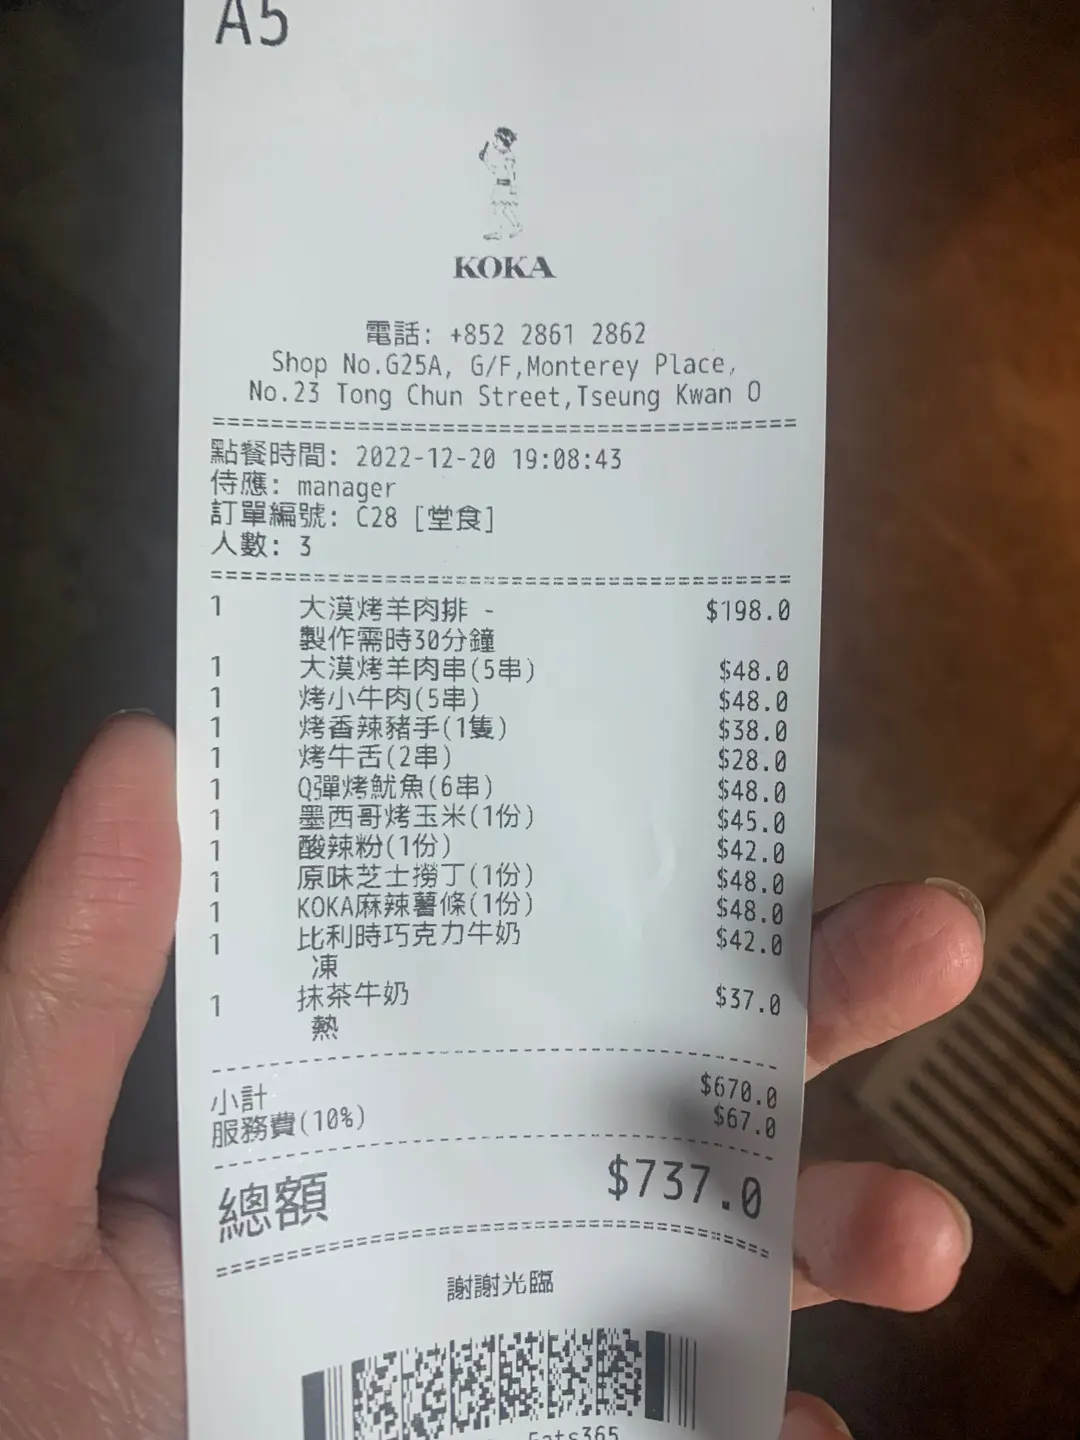 A5
KOKA
電話: +852 2861 2862
Shop No.G25A, G/F,Monterey Place,
No.23 Tong Chun Street,Tseung Kwan O
點餐時間: 2022-12-20 19:08:43
侍應: manager
訂單編號: C28 [堂食]
人數: 3
1 大漠烤羊肉排 - $198.0
製作需時30分鐘
1 大漠烤羊肉串(5串) $48.0
1 烤小牛肉(5串) $48.0
1 烤香辣豬手(1隻) $38.0
1 烤牛舌(2串) $28.0
1 Q彈烤魷魚(6串) $48.0
1 墨西哥烤玉米(1份) $45.0
1 酸辣粉(1份) $42.0
1 原味芝士撈丁(1份) $48.0
1 KOKA麻辣薯條(1份) $48.0
1 比利時巧克力牛奶 $42.0
凍
1 抹茶牛奶 $37.0
熱
小計 $670.0
服務費(10%) $67.0
總額 $737.0
謝謝光臨
Eats365